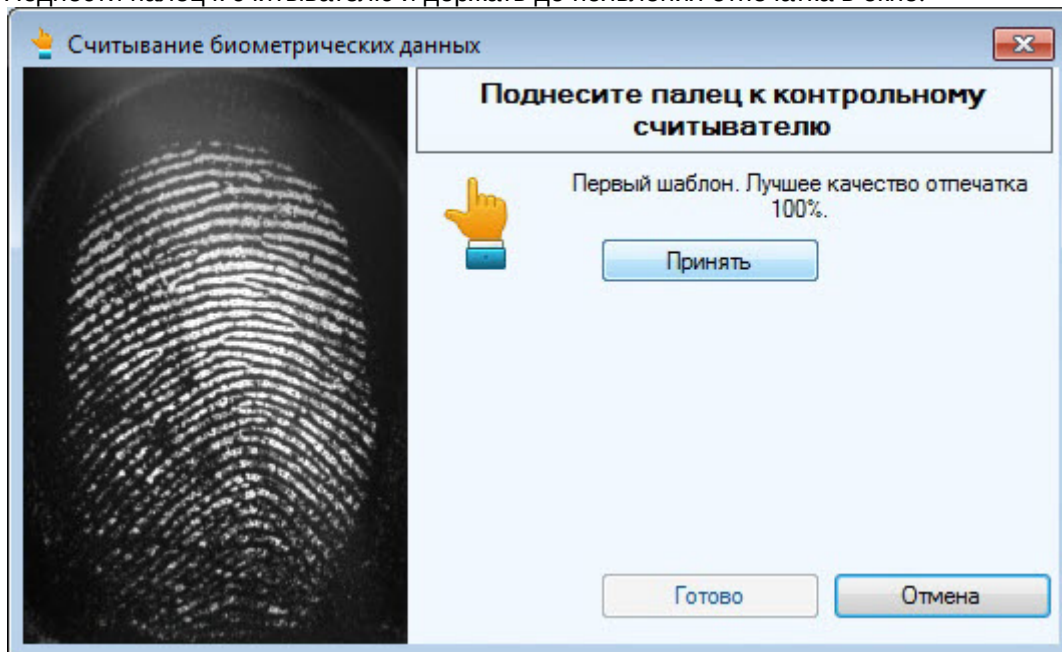 Считывание биометрических данных
Поднесите палец к контрольному
считывателю
Первый шаблон. Лучшее качество отпечатка
100%.
Принять
Готово
Отмена